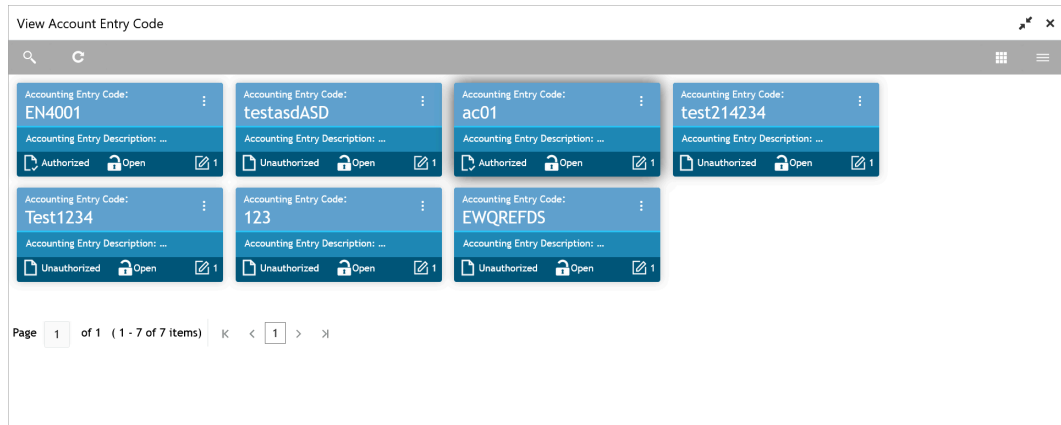 View Account Entry Code
Accounting Entry Code:
EN4001
Accounting Entry Description: ...
Authorized Open 1
Accounting Entry Code:
testasdASD
Accounting Entry Description: ...
Unauthorized Open 1
Accounting Entry Code:
ac01
Accounting Entry Description: ...
Authorized Open 1
Accounting Entry Code:
test214234
Accounting Entry Description: ...
Unauthorized Open 1
Accounting Entry Code:
Test1234
Accounting Entry Description: ...
Unauthorized Open 1
Accounting Entry Code:
123
Accounting Entry Description: ...
Unauthorized Open 1
Accounting Entry Code:
EWQREFDS
Accounting Entry Description: ...
Unauthorized Open 1
Page 1 of 1 ( 1 - 7 of 7 items) 1